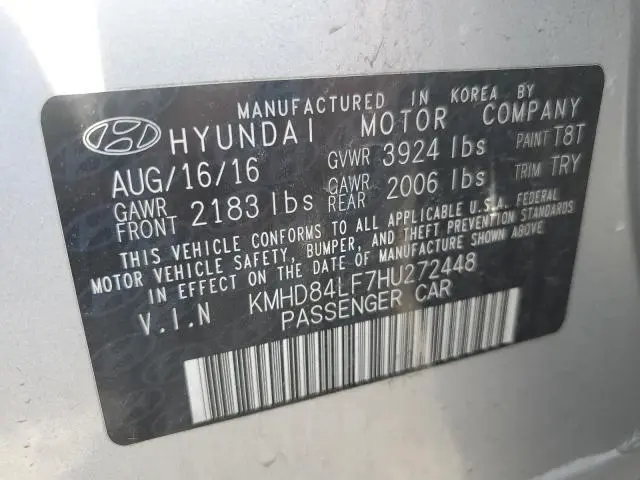 MANUFACTURED IN KOREA BY
HYUNDAI MOTOR COMPANY
AUG/16/16 GVWR 3924 lbs PAINT T8T
GAWR FRONT 2183 lbs GAWR REAR 2006 lbs TRIM TRY
THIS VEHICLE CONFORMS TO ALL APPLICABLE U.S.A. FEDERAL
MOTOR VEHICLE SAFETY, BUMPER, AND THEFT PREVENTION STANDARDS
IN EFFECT ON THE DATE OF MANUFACTURE SHOWN ABOVE.
V.I.N KMHD84LF7HU272448
PASSENGER CAR